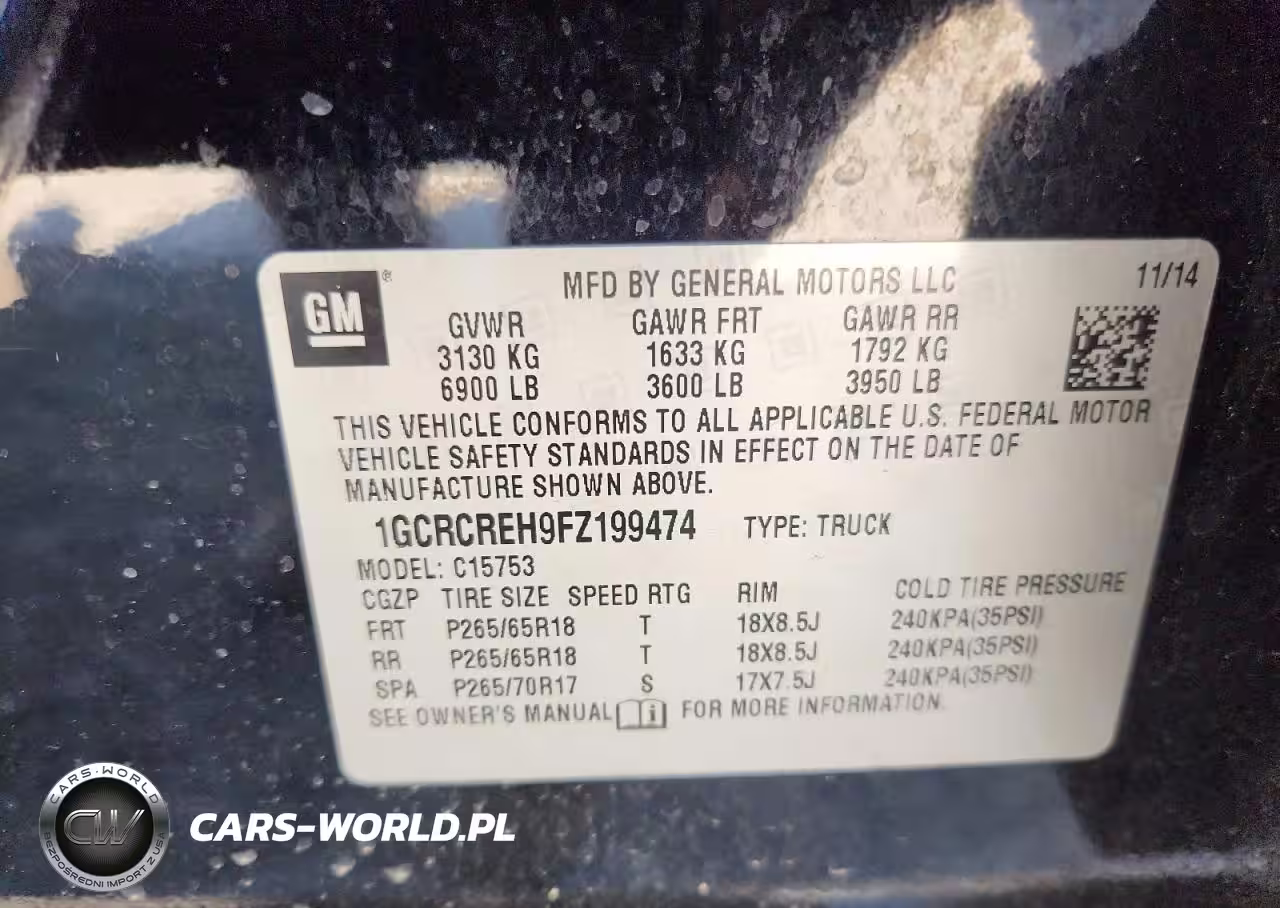 GM ®
MFD BY GENERAL MOTORS LLC 11/14
GVWR GAWR FRT GAWR RR
3130 KG 1633 KG 1792 KG
6900 LB 3600 LB 3950 LB
THIS VEHICLE CONFORMS TO ALL APPLICABLE U.S. FEDERAL MOTOR
VEHICLE SAFETY STANDARDS IN EFFECT ON THE DATE OF
MANUFACTURE SHOWN ABOVE.
1GCRCREH9FZ199474 TYPE: TRUCK
MODEL: C15753
CGZP TIRE SIZE SPEED RTG RIM COLD TIRE PRESSURE
FRT P265/65R18 T 18X8.5J 240KPA(35PSI)
RR P265/65R18 T 18X8.5J 240KPA(35PSI)
SPA P265/70R17 S 17X7.5J 240KPA(35PSI)
SEE OWNER'S MANUAL i FOR MORE INFORMATION.
CARS-WORLD
CW
BEZPOŚREDNI IMPORT Z USA
CARS-WORLD.PL